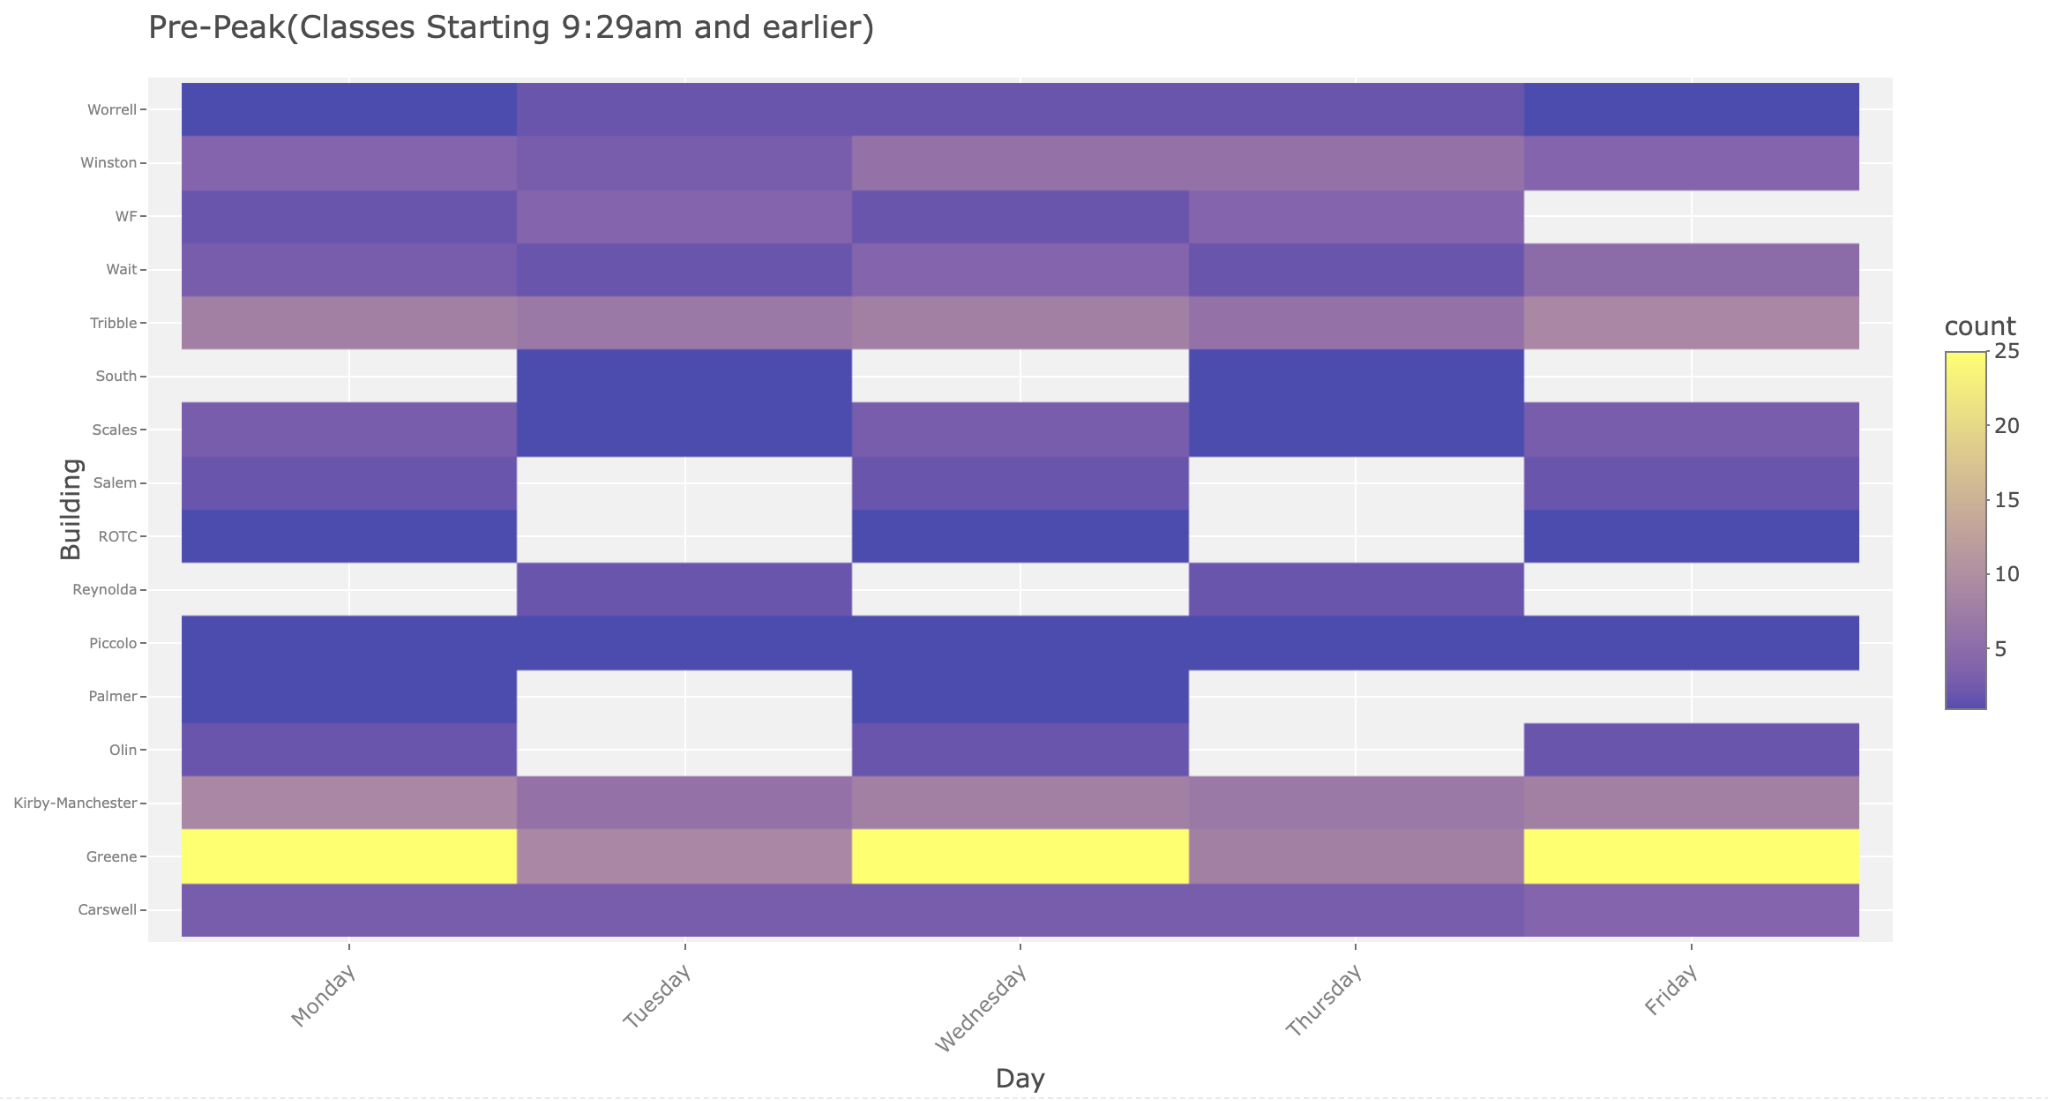 Pre-Peak(Classes Starting 9:29am and earlier)
Worrell
Winston
WF
Wait
Tribble
South
Scales
Salem
ROTC
Reynolda
Piccolo
Palmer
Olin
Kirby-Manchester
Greene
Carswell
Building
Monday
Tuesday
Wednesday
Thursday
Friday
Day
count
25
20
15
10
5